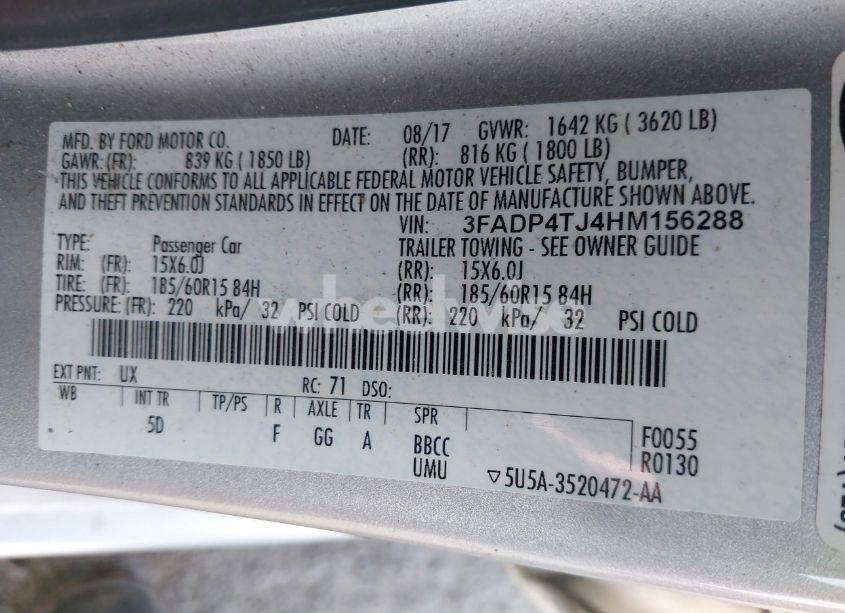 MFD. BY FORD MOTOR CO. DATE: 08/17 GVWR: 1642 KG ( 3620 LB)
GAWR: (FR): 839 KG ( 1850 LB) (RR): 816 KG ( 1800 LB)
THIS VEHICLE CONFORMS TO ALL APPLICABLE FEDERAL MOTOR VEHICLE SAFETY, BUMPER,
AND THEFT PREVENTION STANDARDS IN EFFECT ON THE DATE OF MANUFACTURE SHOWN ABOVE.
VIN: 3FADP4TJ4HM156288
TYPE: Passenger Car TRAILER TOWING - SEE OWNER GUIDE
RIM: (FR): 15X6.0J (RR): 15X6.0J
TIRE: (FR): 185/60R15 84H (RR): 185/60R15 84H
PRESSURE: (FR): 220 kPa/ 32 PSI COLD (RR): 220 kPa/ 32 PSI COLD
EXT PNT: UX RC: 71 DSO:
WB INT TR TP/PS R AXLE TR SPR
5D F GG A BBCC F0055
UMU R0130
▽5U5A-3520472-AA